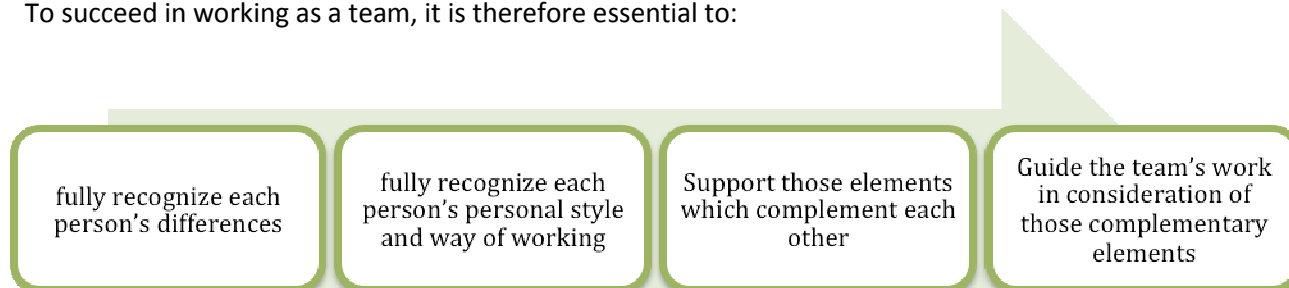 To succeed in working as a team, it is therefore essential to:
fully recognize each
person's differences
fully recognize each
person's personal style
and way of working
Support those elements
which complement each
other
Guide the team's work
in consideration of
those complementary
elements